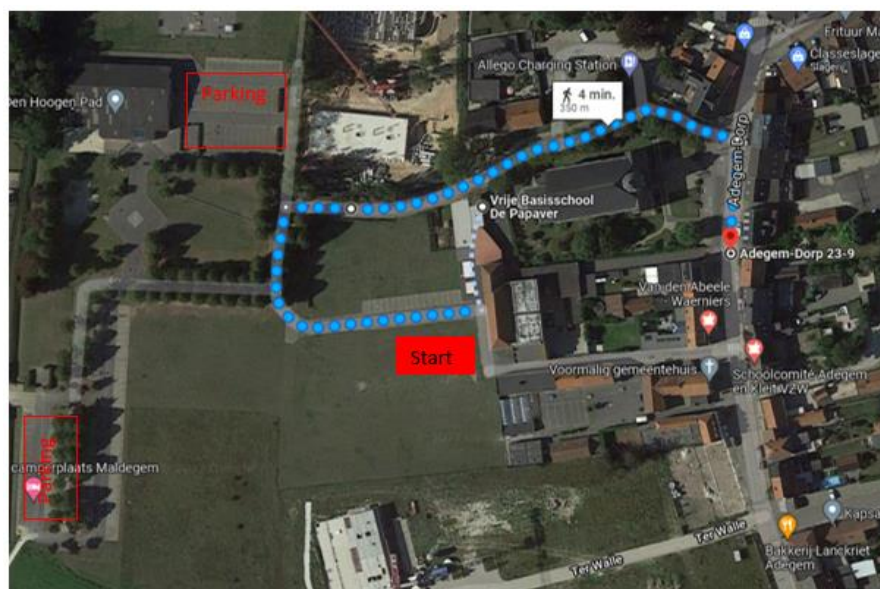 Frituur Ma
Classeslage
Slagerij
Allego Charging Station
4 min.
350 m
Parking
Den Hoogen Pad
Adegem-Dorp
Vrije Basisschool
De Papaver
Adegem-Dorp 23-9
Van den Abeele
- Waerniers
Start
Voormalig gemeentehuis
Schoolcomité Adegem
en Kleit VZW
Parking
camperplaats Maldegem
Kapsa
Ter Walle
Ter Walle
Bakkerij Lanckriet
Adegem